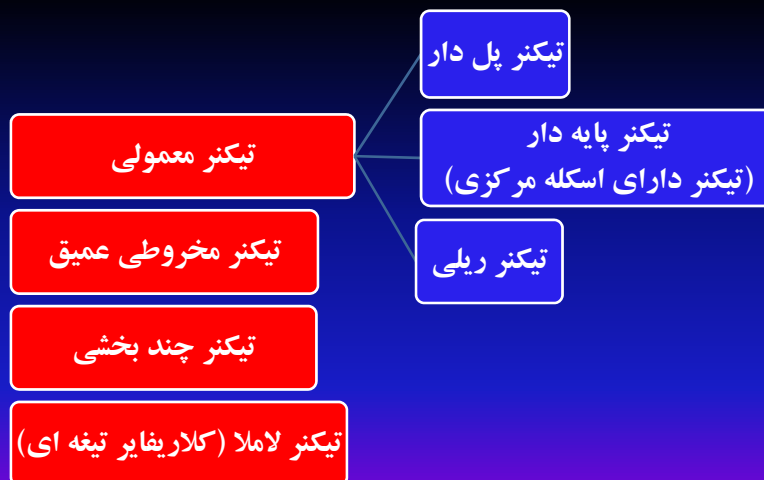 تیکنر معمولی
تیکنر پل دار
تیکنر پایه دار
(تیکنر دارای اسکله مرکزی)
تیکنر ریلی
تیکنر مخروطی عمیق
تیکنر چند بخشی
تیکنر لاملا (کلاریفایر تیغه ای)